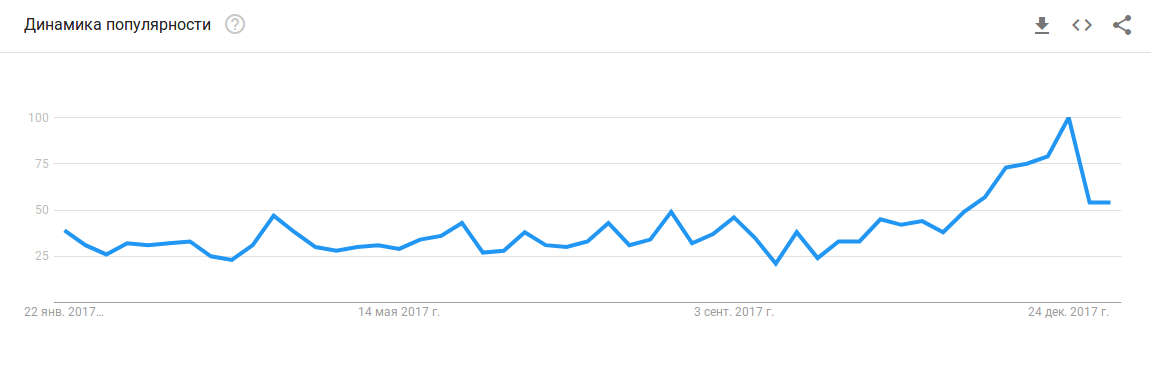 Динамика популярности ?
100
75
50
25
22 янв. 2017…
14 мая 2017 г.
3 сент. 2017 г.
24 дек. 2017 г.